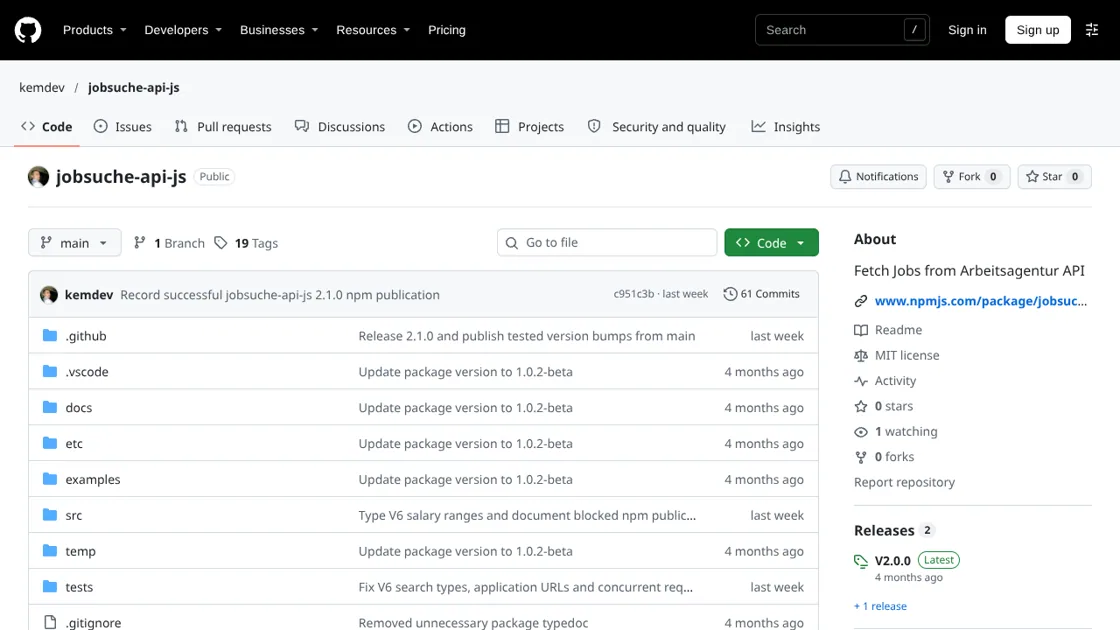 Products Developers Businesses Resources Pricing Search / Sign in Sign up
kemdev / jobsuche-api-js
Code Issues Pull requests Discussions Actions Projects Security and quality Insights
jobsuche-api-js Public Notifications Fork 0 Star 0
main 1 Branch 19 Tags Go to file Code
kemdev Record successful jobsuche-api-js 2.1.0 npm publication c951c3b · last week 61 Commits
.github Release 2.1.0 and publish tested version bumps from main last week
.vscode Update package version to 1.0.2-beta 4 months ago
docs Update package version to 1.0.2-beta 4 months ago
etc Update package version to 1.0.2-beta 4 months ago
examples Update package version to 1.0.2-beta 4 months ago
src Type V6 salary ranges and document blocked npm public... last week
temp Update package version to 1.0.2-beta 4 months ago
tests Fix V6 search types, application URLs and concurrent req... last week
.gitignore Removed unnecessary package typedoc 4 months ago
About
Fetch Jobs from Arbeitsagentur API
www.npmjs.com/package/jobsuc...
Readme
MIT license
Activity
0 stars
1 watching
0 forks
Report repository
Releases 2
V2.0.0 Latest
4 months ago
+ 1 release